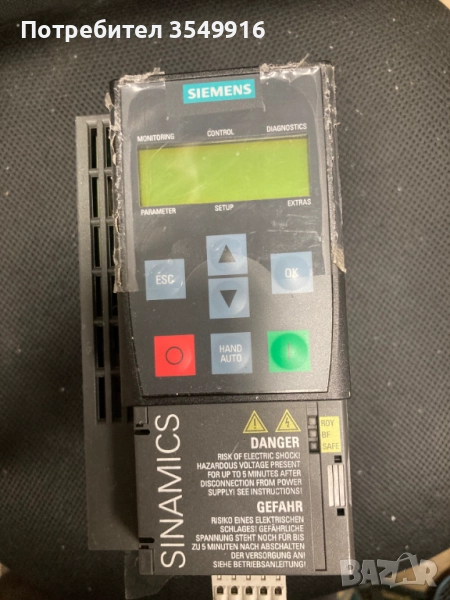 Потребител 3549916
SIEMENS
MONITORING CONTROL DIAGNOSTICS
PARAMETER SETUP EXTRAS
ESC
OK
HAND
AUTO
SINAMICS
RDY
BF
SAFE
DANGER
RISK OF ELECTRIC SHOCK!
HAZARDOUS VOLTAGE PRESENT
FOR UP TO 5 MINUTES AFTER
DISCONNECTION FROM POWER
SUPPLY! SEE INSTRUCTIONS!
GEFAHR
RISIKO EINES ELEKTRISCHEN
SCHLAGES! GEFÄHRLICHE
SPANNUNG STEHT NOCH FÜR BIS
ZU 5 MINUTEN NACH ABSCHALTEN
DER VERSORGUNG AN!
SIEHE BETRIEBSANLEITUNG!
BAZAR